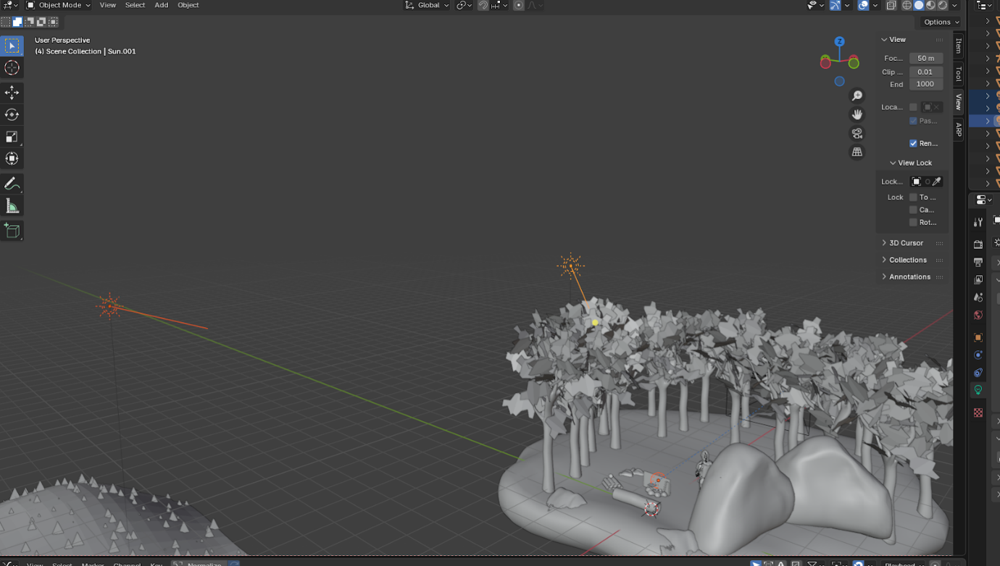 Object Mode View Select Add Object Global
Options
User Perspective
(4) Scene Collection | Sun.001
Z
View
Foc... 50 m
Clip ... 0.01
End 1000
Loca...
Pas...
Ren...
View Lock
Lock...
Lock To ...
Ca...
Rot...
3D Cursor
Collections
Annotations
Item
Tool
View
ARP
View Select Marker Channel Key Normalize Playhead